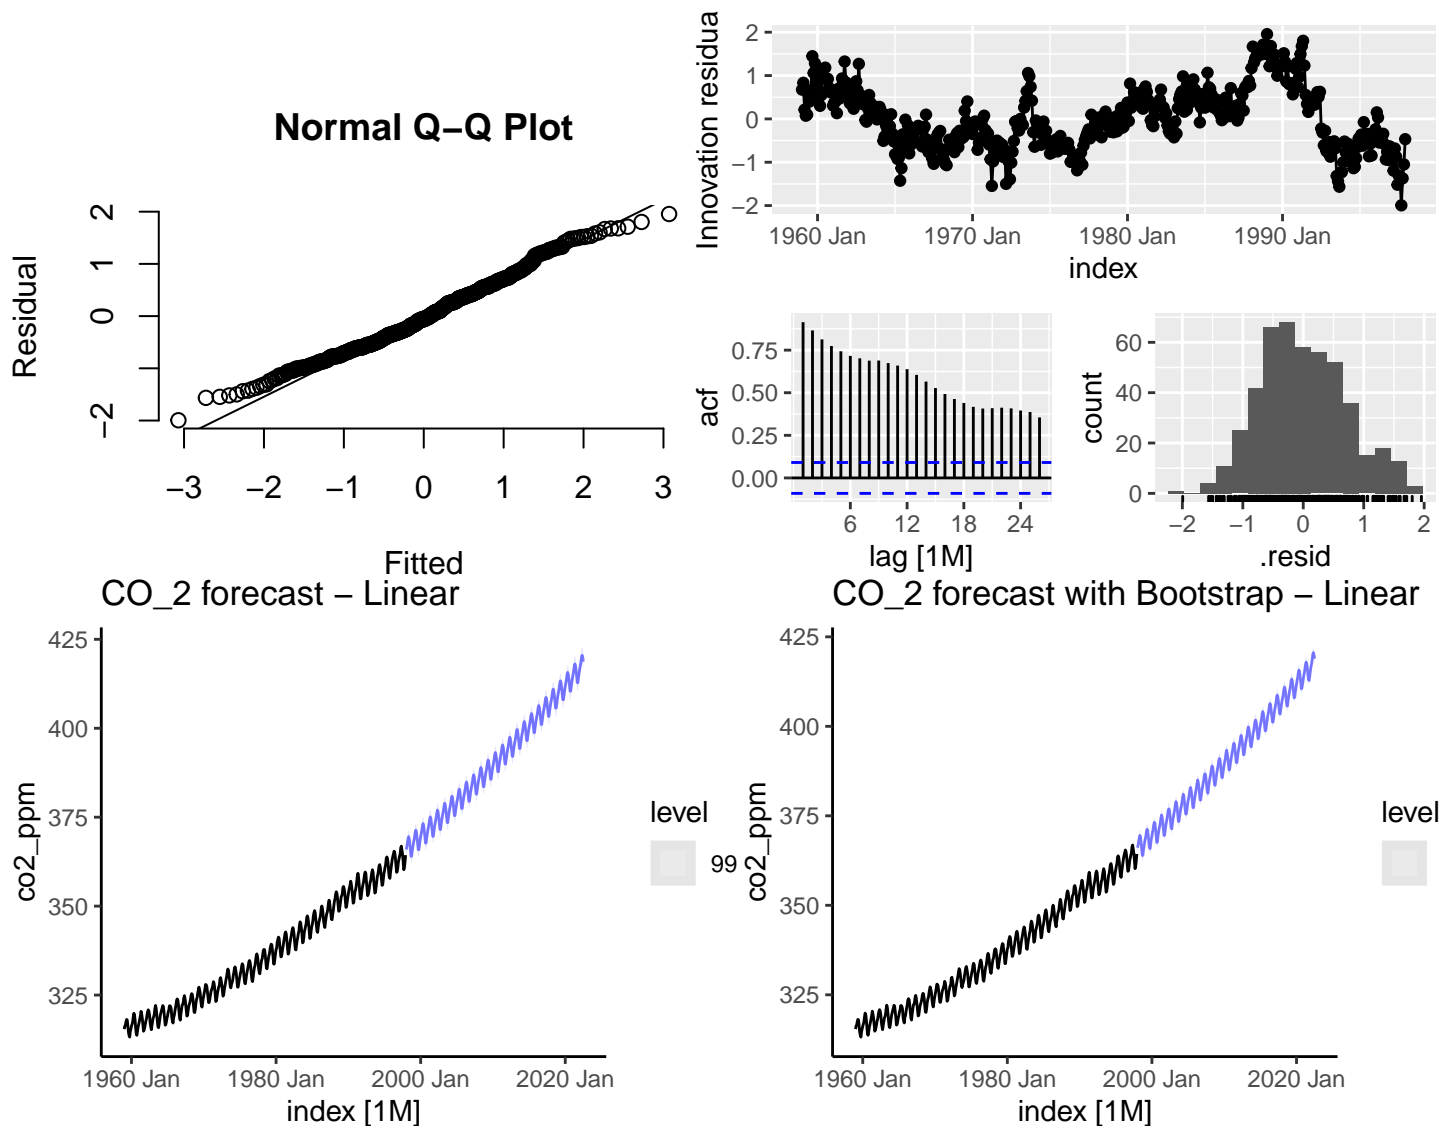 Normal Q–Q Plot
Residual
2
1
0
–2
–3
–2
–1
0
1
2
3
Fitted
Innovation residua
2
1
0
–1
–2
1960 Jan
1970 Jan
1980 Jan
1990 Jan
index
acf
0.75
0.50
0.25
0.00
6
12
18
24
lag [1M]
count
60
40
20
0
–2
–1
0
1
2
.resid
CO_2 forecast – Linear
co2_ppm
425
400
375
350
325
1960 Jan
1980 Jan
2000 Jan
2020 Jan
index [1M]
level
99
CO_2 forecast with Bootstrap – Linear
co2_ppm
425
400
375
350
325
1960 Jan
1980 Jan
2000 Jan
2020 Jan
index [1M]
level